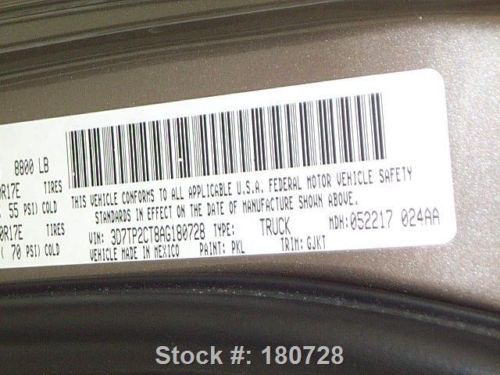 8800 LB
R17E TIRES
55 PSI) COLD
0R17E TIRES
( 70 PSI) COLD
THIS VEHICLE CONFORMS TO ALL APPLICABLE U.S.A. FEDERAL MOTOR VEHICLE SAFETY
STANDARDS IN EFFECT ON THE DATE OF MANUFACTURE SHOWN ABOVE.
VIN: 3D7TP2CT8AG180728 TYPE: TRUCK MDH:052217 024AA
VEHICLE MADE IN MEXICO PAINT: PKL TRIM: GJKT
Stock #: 180728